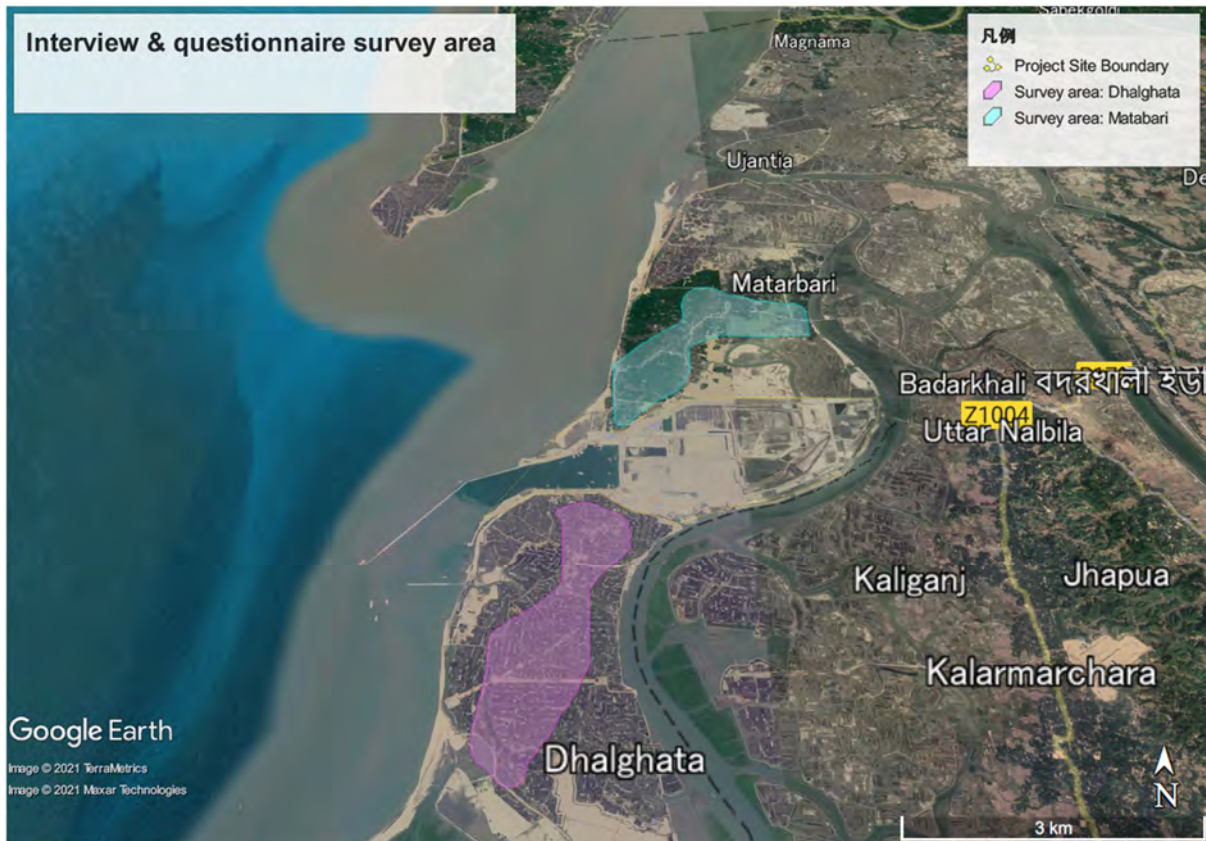 Interview & questionnaire survey area
凡例
Project Site Boundary
Survey area: Dhalghata
Survey area: Matabari
Magnama
Ujantia
Matarbari
Badarkhali বদরখালী ইউ
Z1004
Uttar Nalbila
Kaliganj
Jhapua
Kalarmarchara
Dhalghata
Google Earth
Image © 2021 TerraMetrics
Image © 2021 Maxar Technologies
N
3 km